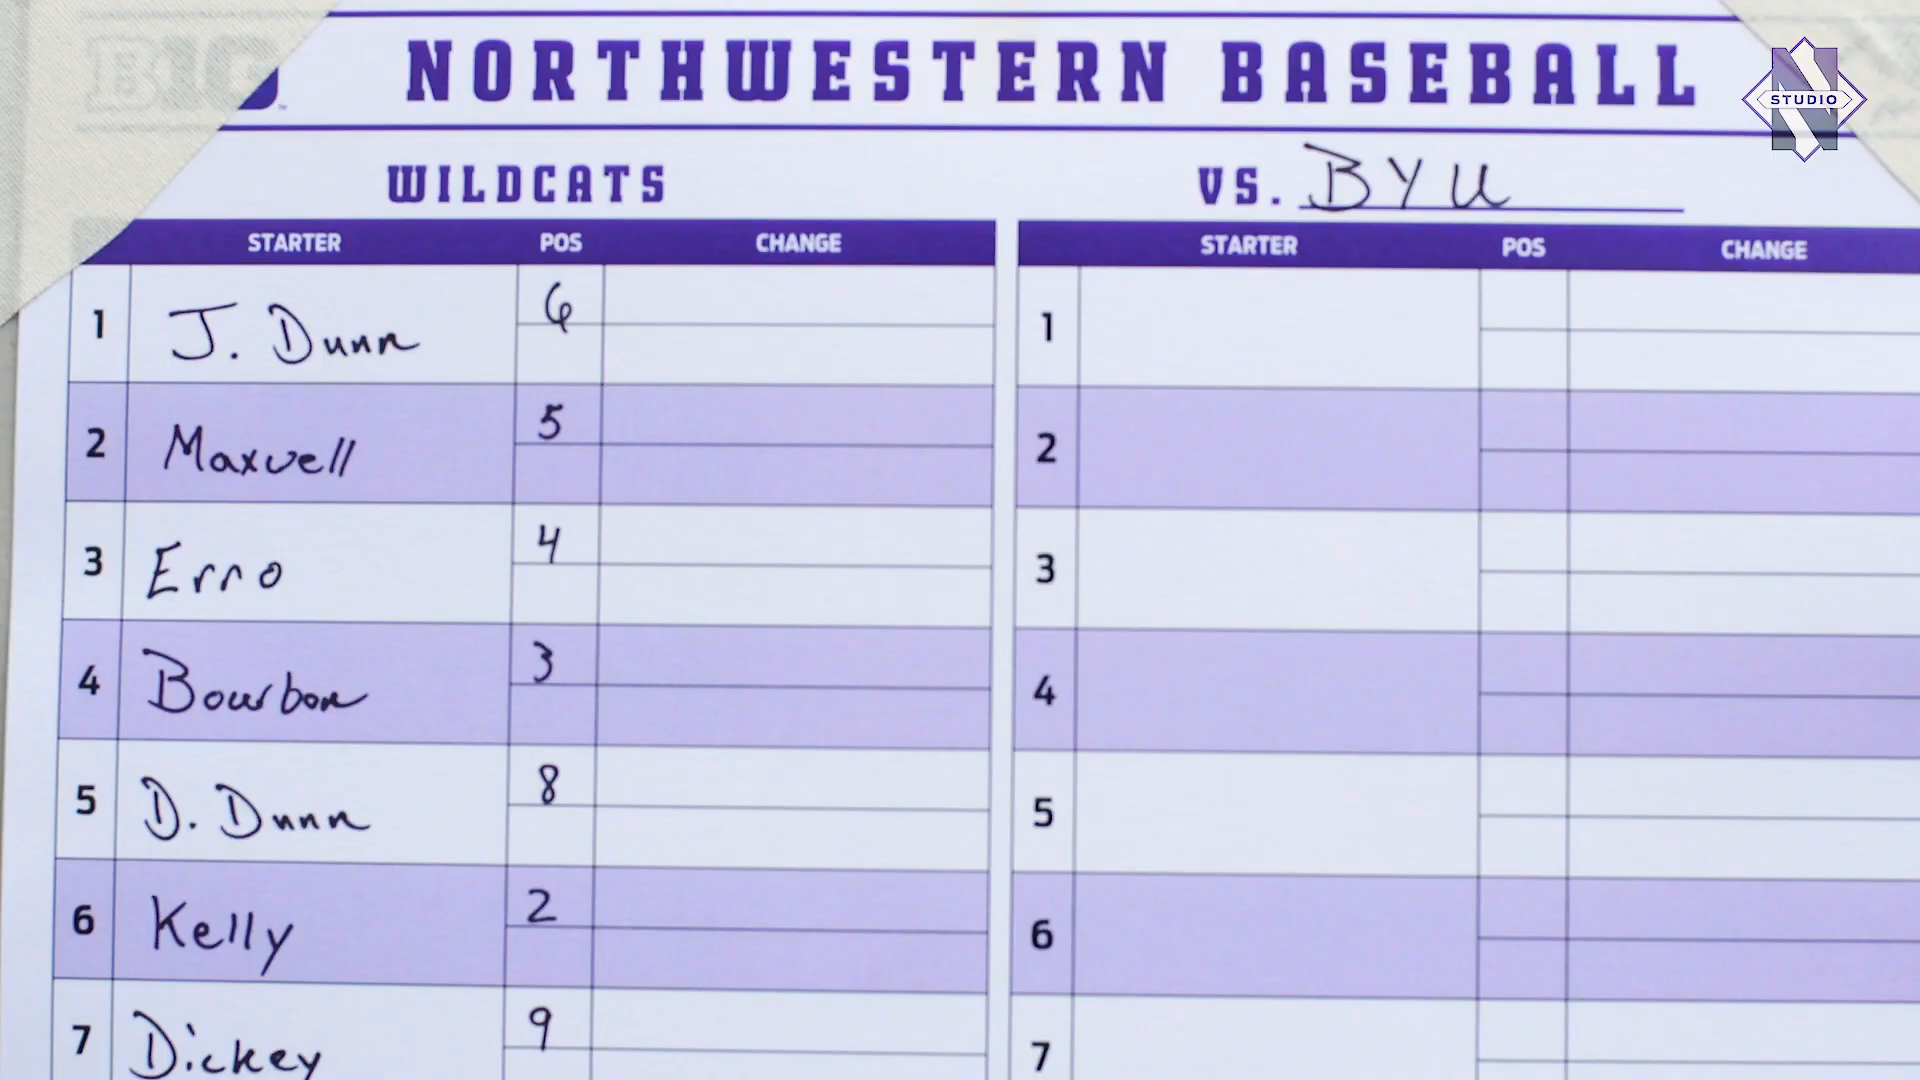 B1G
NORTHWESTERN BASEBALL
STUDIO
WILDCATS
VS. BYU
STARTER POS CHANGE
STARTER POS CHANGE
1 J. Dunn 6
2 Maxwell 5
3 Erro 4
4 Bourbon 3
5 D. Dunn 8
6 Kelly 2
7 Dickey 9
1
2
3
4
5
6
7